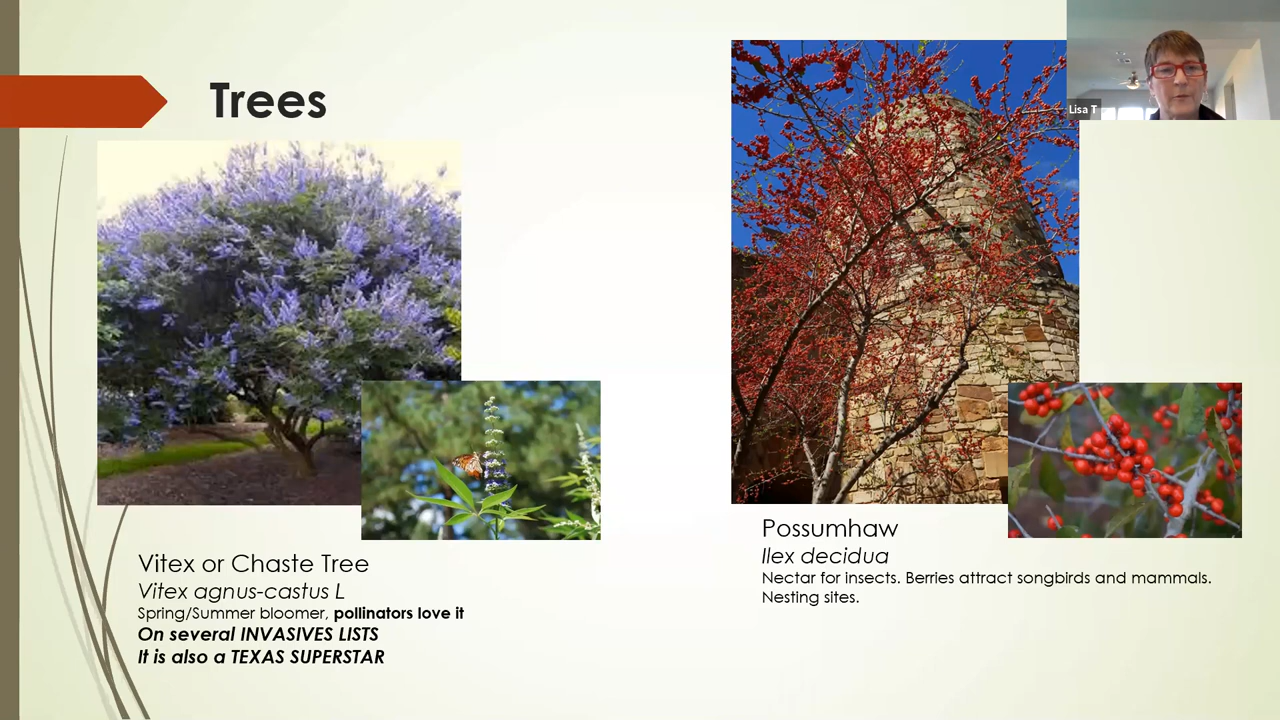 Trees
Lisa T
Vitex or Chaste Tree
Vitex agnus-castus L
Spring/Summer bloomer, pollinators love it
On several INVASIVES LISTS
It is also a TEXAS SUPERSTAR
Possumhaw
Ilex decidua
Nectar for insects. Berries attract songbirds and mammals.
Nesting sites.